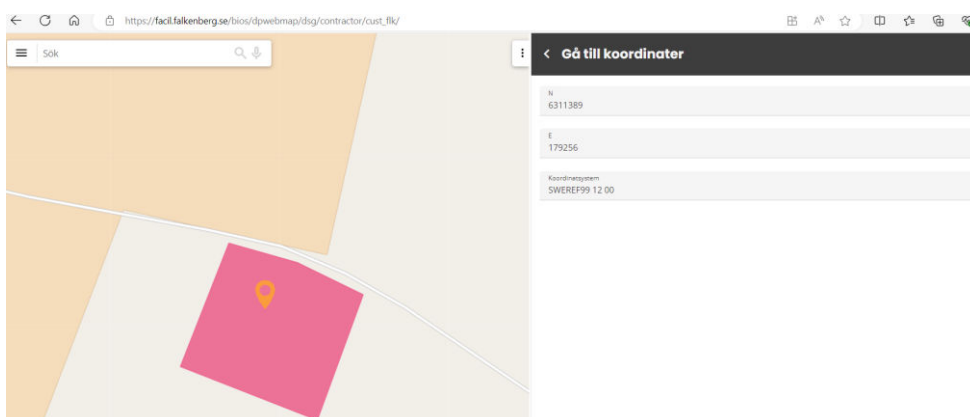 https://facil.falkenberg.se/bios/dpwebmap/dsg/contractor/cust_flk/
Sök
Gå till koordinater
N
6311389
E
179256
Koordinatsystem
SWEREF99 12 00